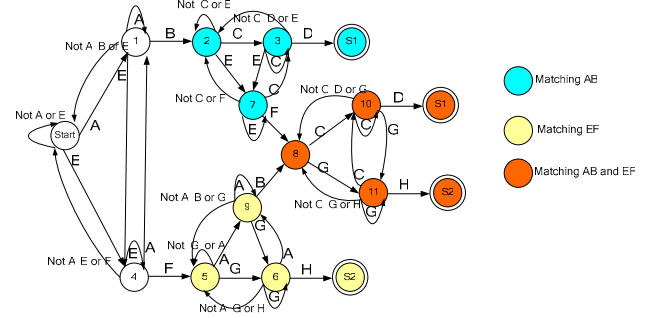 Not C or E
A
Not C D or E
1
B
2
C
3
D
S1
Not A B or E
E
E
E
C
Matching AB
Not C D or G
Not A or E
Not C or F
C
7
F
10
D
S1
A
E
C
G
Start
E
Matching EF
8
C
G
Matching AB and EF
A
B
C
11
H
S2
Not A B or G
9
Not C G or H
G
G
Not G or A
E
A
Not A E or F
A
A
4
F
5
G
6
H
S2
G
Not A G or H